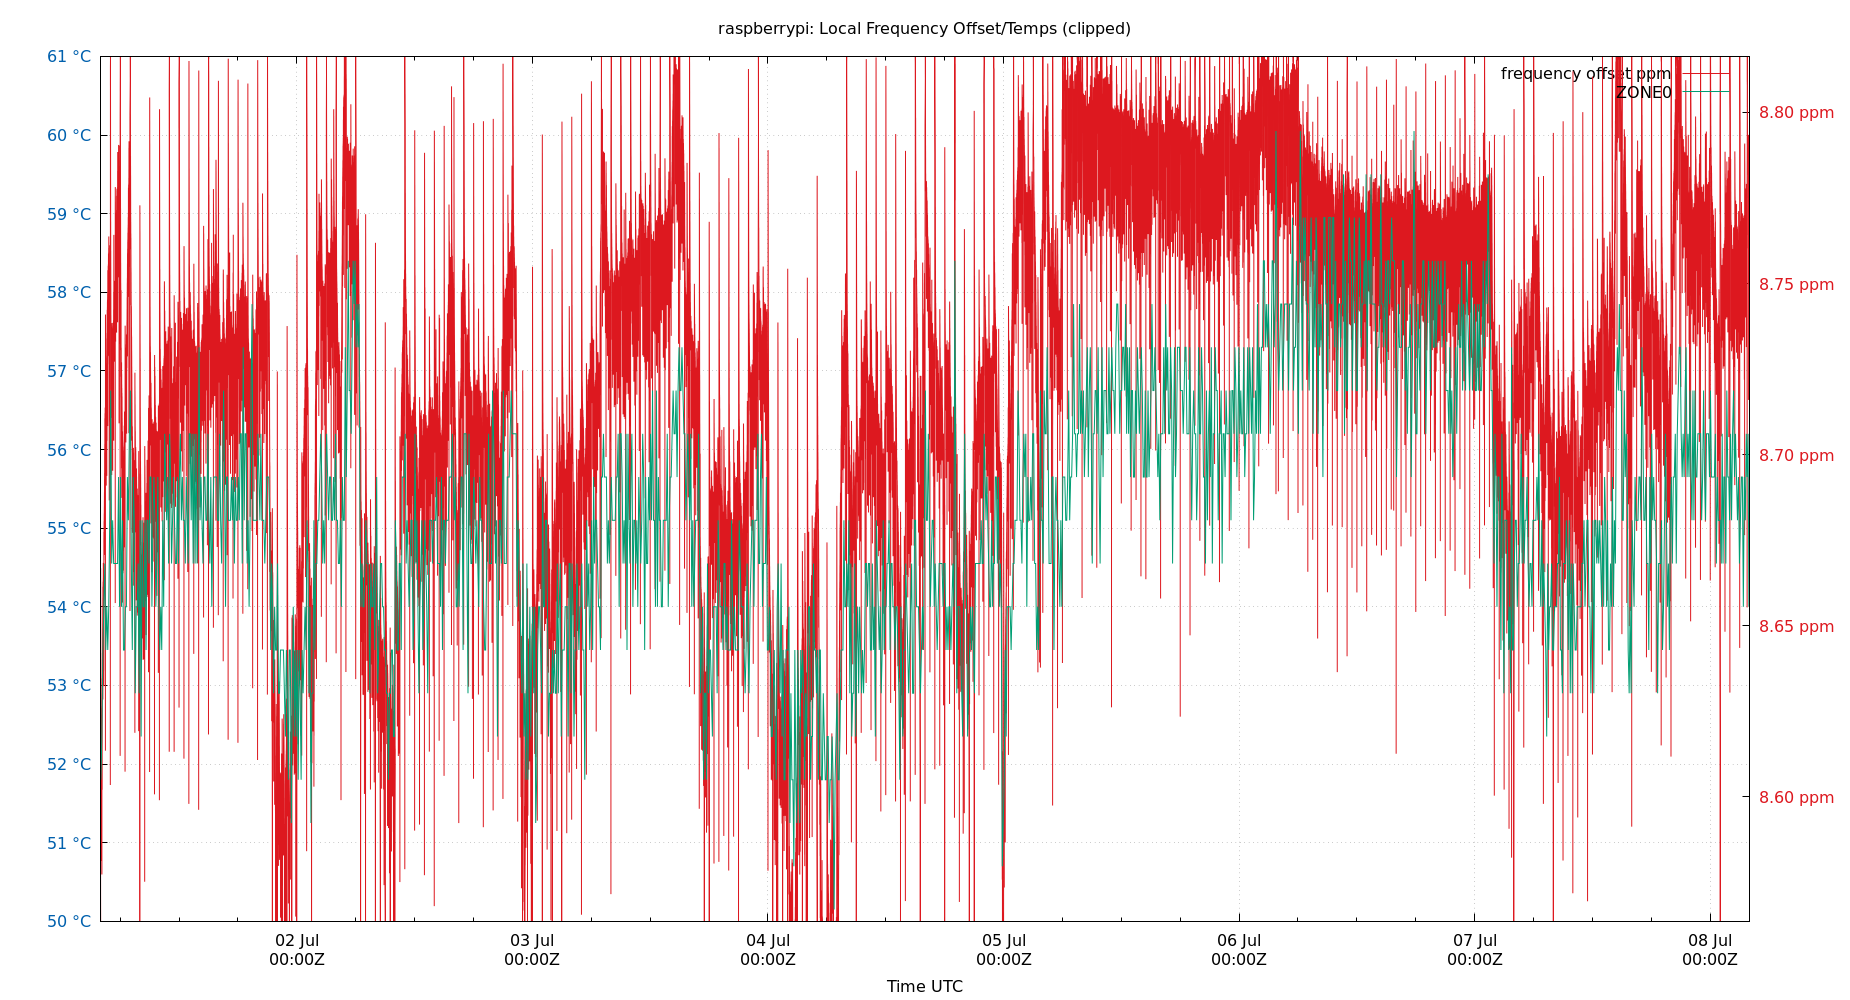 raspberrypi: Local Frequency Offset/Temps (clipped)
61 °C
60 °C
59 °C
58 °C
57 °C
56 °C
55 °C
54 °C
53 °C
52 °C
51 °C
50 °C
frequency offset ppm
ZONE0
8.80 ppm
8.75 ppm
8.70 ppm
8.65 ppm
8.60 ppm
02 Jul
00:00Z
03 Jul
00:00Z
04 Jul
00:00Z
05 Jul
00:00Z
06 Jul
00:00Z
07 Jul
00:00Z
08 Jul
00:00Z
Time UTC